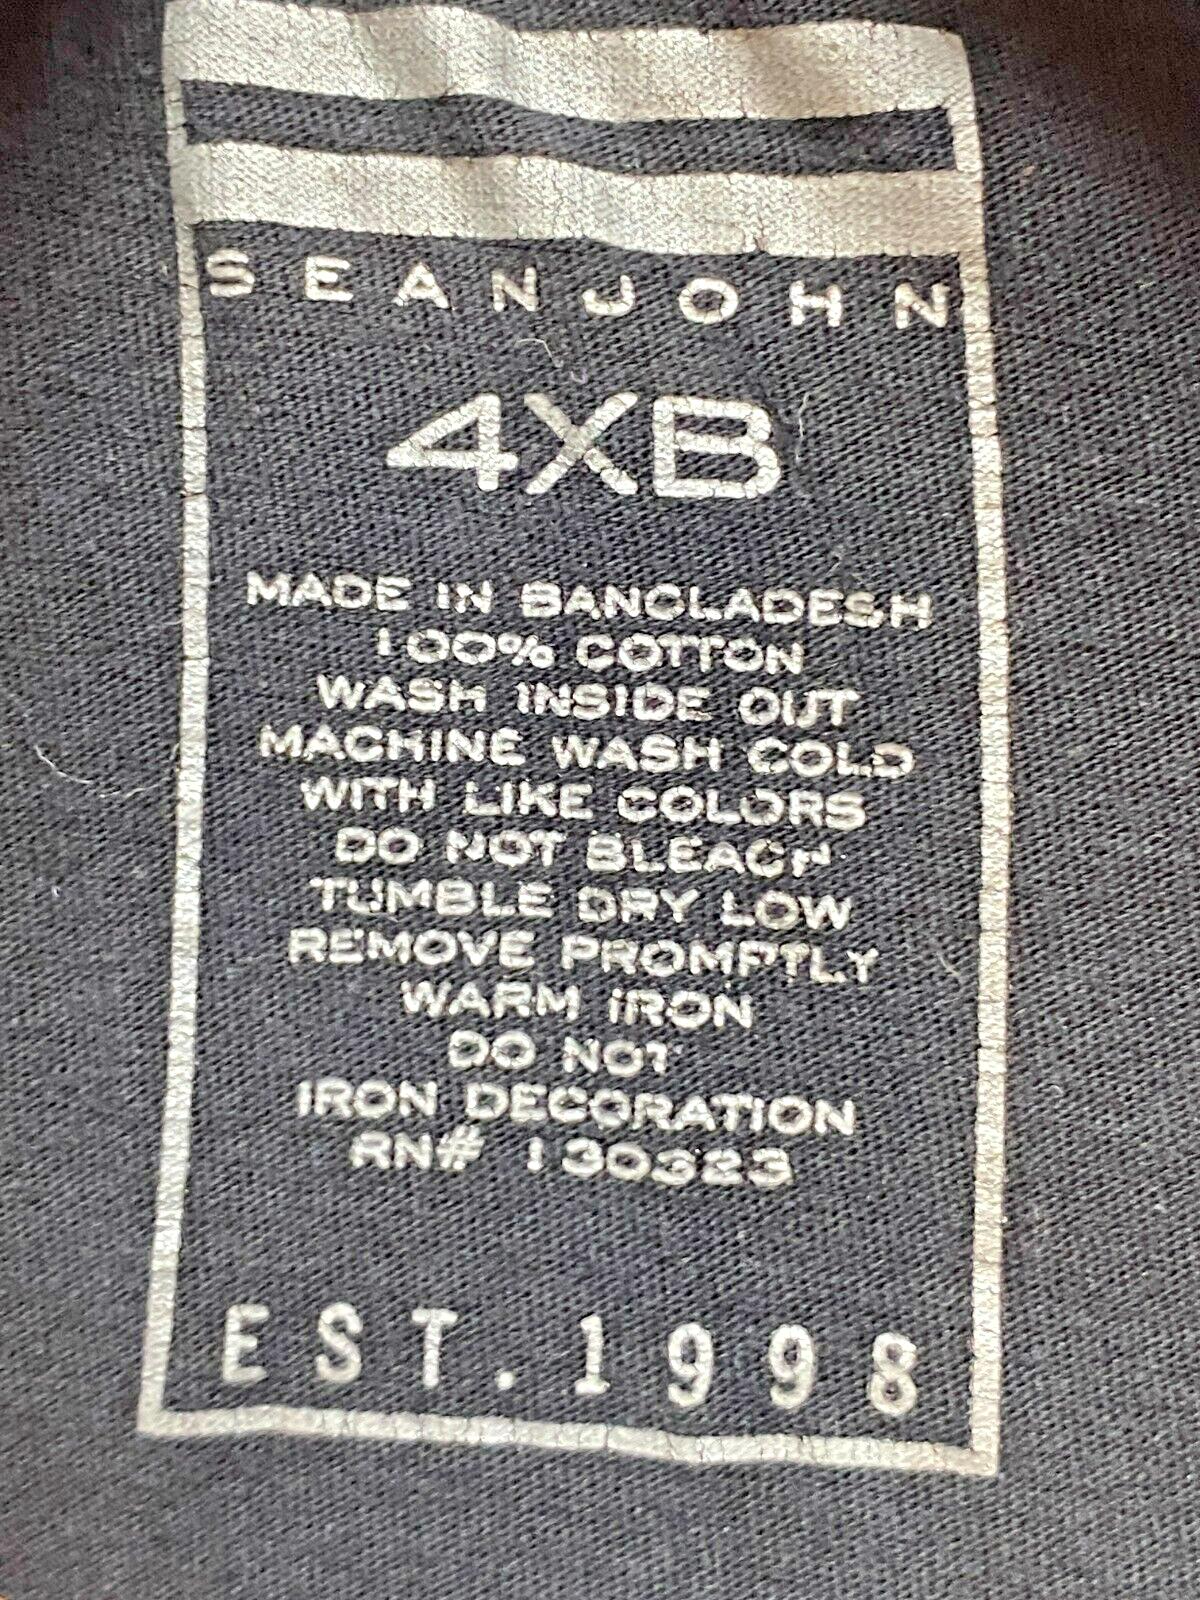 SEANJOHN
4XB
MADE IN BANGLADESH
100% COTTON
WASH INSIDE OUT
MACHINE WASH COLD
WITH LIKE COLORS
DO NOT BLEACH
TUMBLE DRY LOW
REMOVE PROMPTLY
WARM IRON
DO NOT
IRON DECORATION
RN# 130323
EST.1998